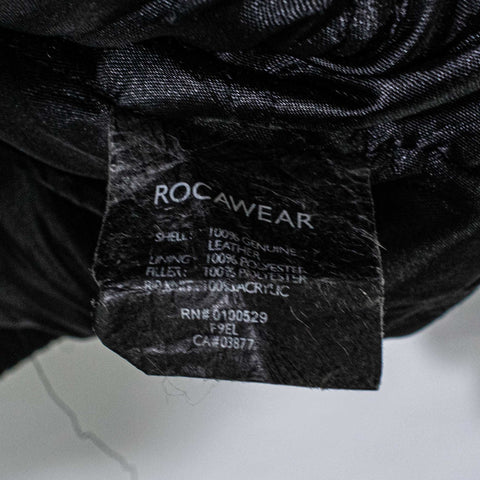 ROCAWEAR
SHELL: 100% GENUINE
LEATHER
LINING: 100% POLYESTER
FILLER: 100% POLYESTER
100% ACRYLIC
RN# 0100529
F9EL
CA#03877